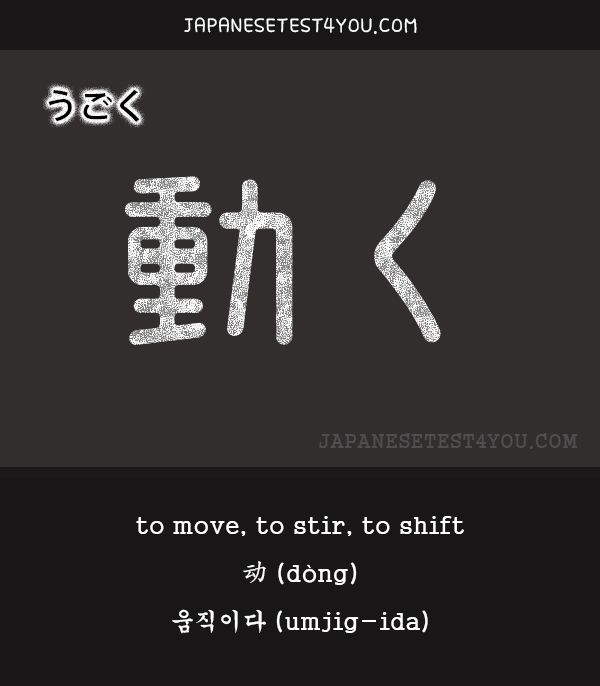 JAPANESETEST4YOU.COM
うごく
動く
JAPANESETEST4YOU.COM
to move, to stir, to shift
动 (dòng)
움직이다 (umjig-ida)